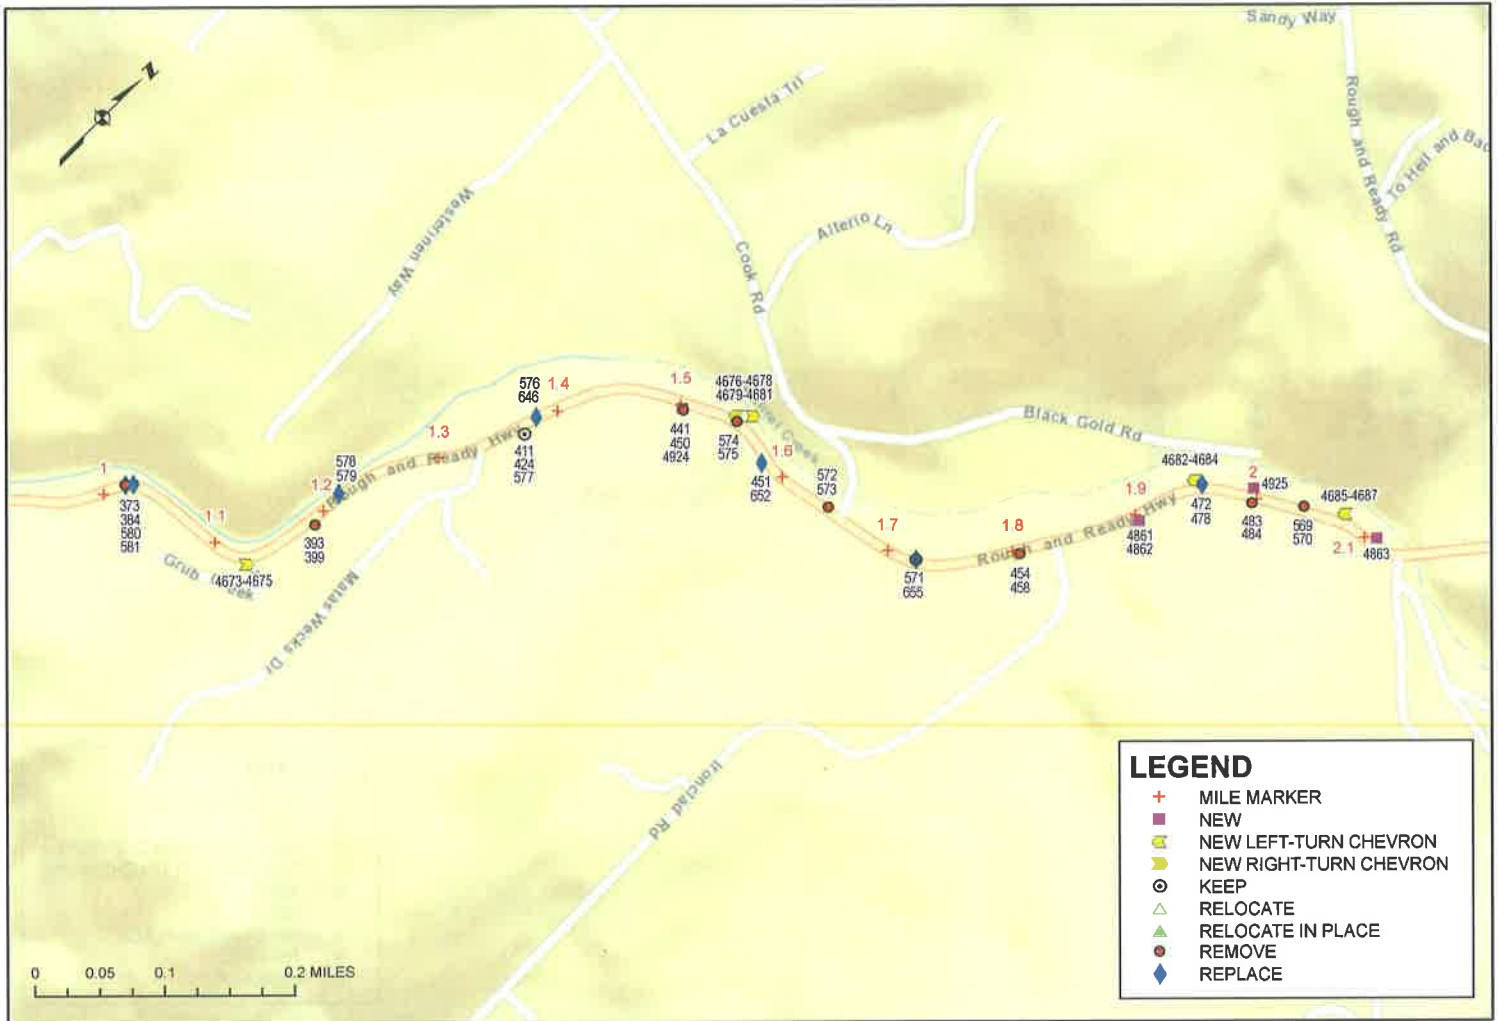 Sandy Way
N
La Cuesta Trl
Rough and Ready Rd
To Hell and Bac
Westerinen Way
Alterio Ln
Cook Rd
576
646
1.4
1.5
4676-4678
4679-4681
1.3
Rough and Ready Hwy
411
424
577
441
450
4924
574
575
Creek
1.6
Black Gold Rd
578
579
1.2
1
373
384
580
581
1.1
393
399
Grub Creek
4673-4675
Matas Wecks Dr
451
652
572
573
1.7
571
655
1.8
Rough and Ready Hwy
454
458
1.9
4861
4862
4682-4684
472
478
2
4925
483
484
569
570
4685-4687
2.1
4863
Ironclad Rd
LEGEND
MILE MARKER
NEW
NEW LEFT-TURN CHEVRON
NEW RIGHT-TURN CHEVRON
KEEP
RELOCATE
RELOCATE IN PLACE
REMOVE
REPLACE
0 0.05 0.1 0.2 MILES